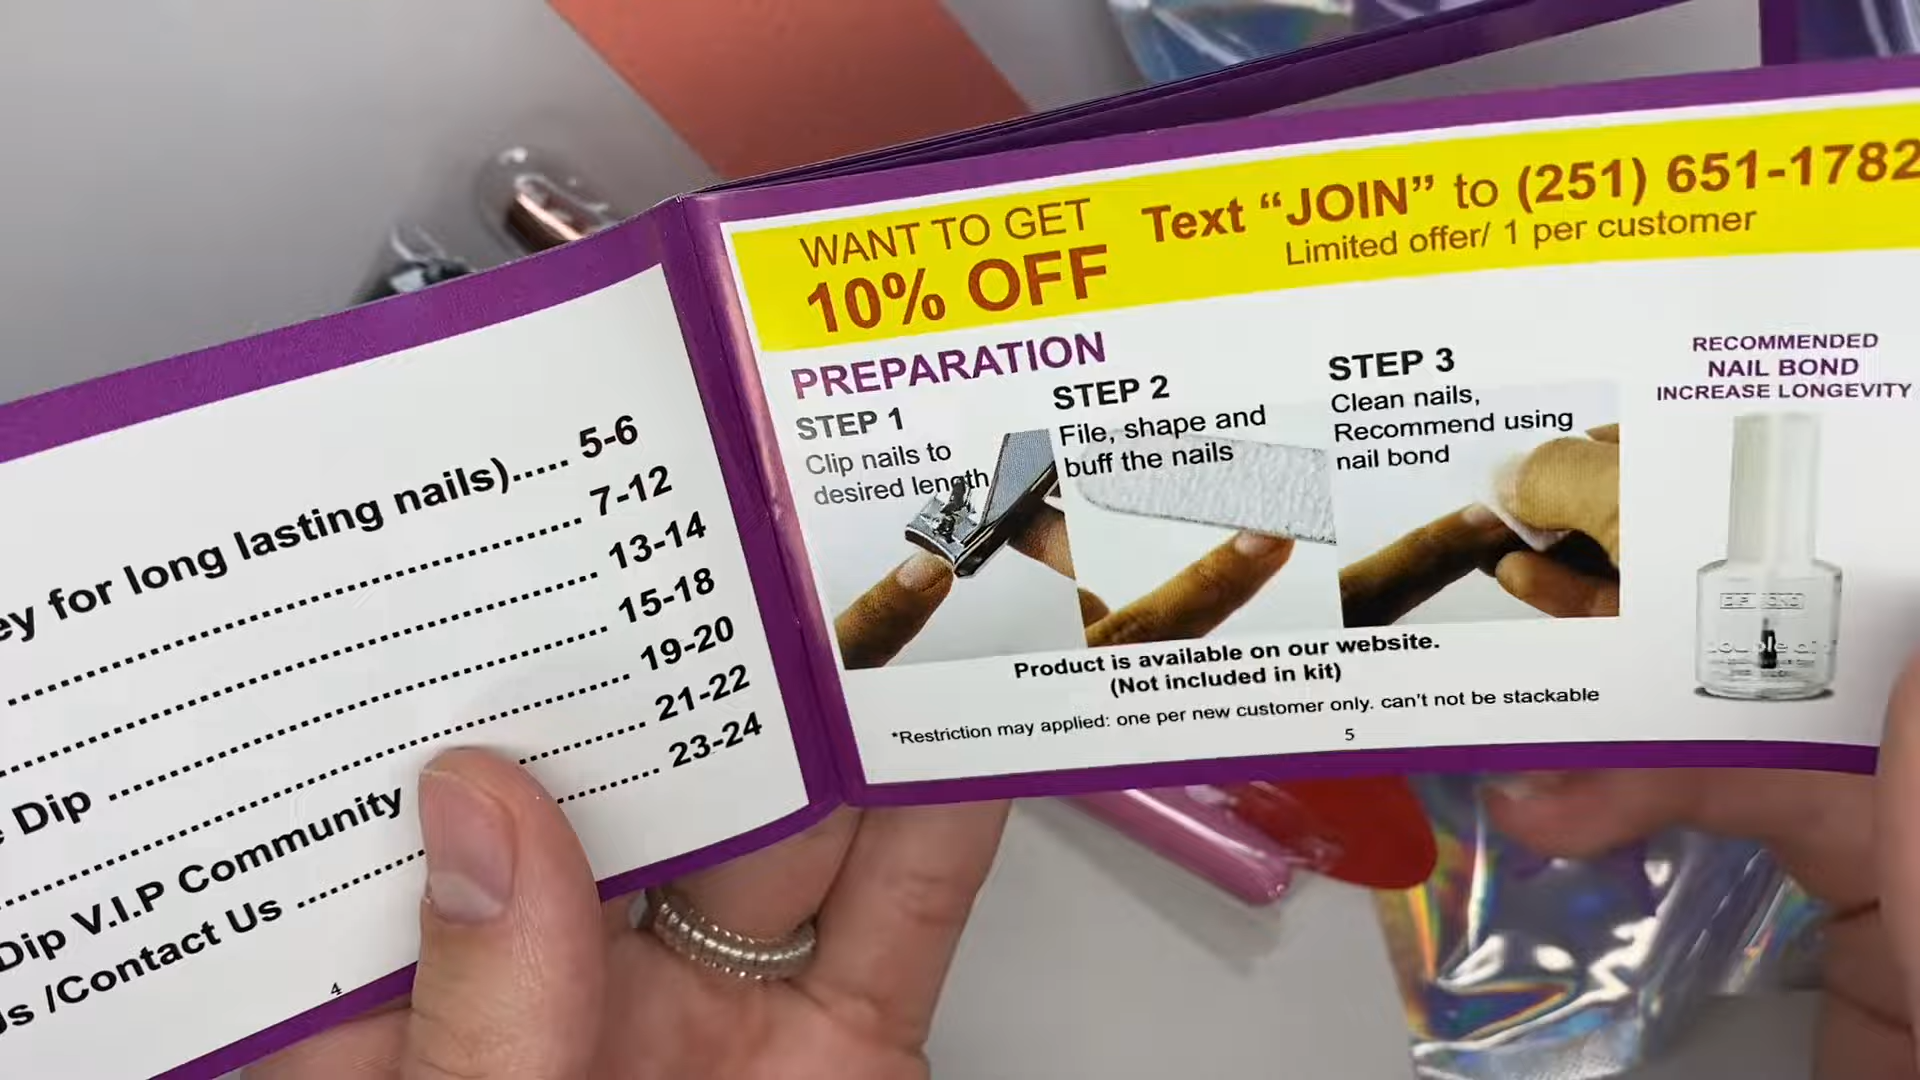 ey for long lasting nails)..... 5-6
7-12
13-14
15-18
Dip 19-20
21-22
Dip V.I.P Community
23-24
s /Contact Us
4
WANT TO GET
10% OFF
Text “JOIN” to (251) 651-1782
Limited offer/ 1 per customer
PREPARATION
STEP 1
Clip nails to
desired length
STEP 2
File, shape and
buff the nails
STEP 3
Clean nails,
Recommend using
nail bond
RECOMMENDED
NAIL BOND
INCREASE LONGEVITY
Product is available on our website.
(Not included in kit)
*Restriction may applied: one per new customer only. can't not be stackable
5